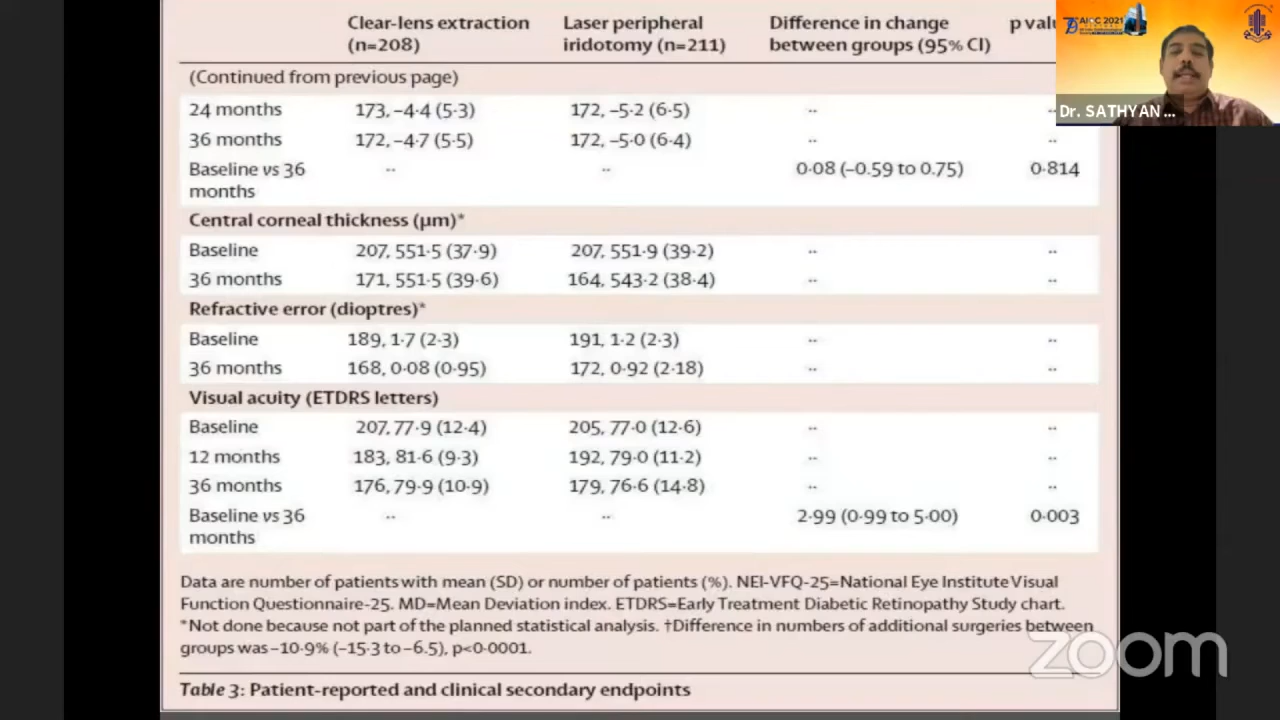 Clear-lens extraction (n=208) Laser peripheral iridotomy (n=211) Difference in change between groups (95% CI) p valu
(Continued from previous page)
24 months 173, –4·4 (5·3) 172, –5·2 (6·5) ·· ··
36 months 172, –4·7 (5·5) 172, –5·0 (6·4) ·· ··
Baseline vs 36 months ·· ·· 0·08 (–0.59 to 0.75) 0·814
Central corneal thickness (μm)*
Baseline 207, 551·5 (37·9) 207, 551·9 (39·2) ·· ··
36 months 171, 551·5 (39·6) 164, 543·2 (38·4) ·· ··
Refractive error (dioptres)*
Baseline 189, 1·7 (2·3) 191, 1·2 (2·3) ·· ··
36 months 168, 0·08 (0·95) 172, 0·92 (2·18) ·· ··
Visual acuity (ETDRS letters)
Baseline 207, 77·9 (12·4) 205, 77·0 (12·6) ·· ··
12 months 183, 81·6 (9·3) 192, 79·0 (11·2) ·· ··
36 months 176, 79·9 (10·9) 179, 76·6 (14·8) ·· ··
Baseline vs 36 months ·· ·· 2·99 (0·99 to 5·00) 0·003
Data are number of patients with mean (SD) or number of patients (%). NEI-VFQ-25=National Eye Institute Visual
Function Questionnaire-25. MD=Mean Deviation index. ETDRS=Early Treatment Diabetic Retinopathy Study chart.
*Not done because not part of the planned statistical analysis. †Difference in numbers of additional surgeries between
groups was –10·9% (–15·3 to –6·5), p<0·0001.
Table 3: Patient-reported and clinical secondary endpoints
AIOC 2021
Dr. SATHYAN ...
zoom